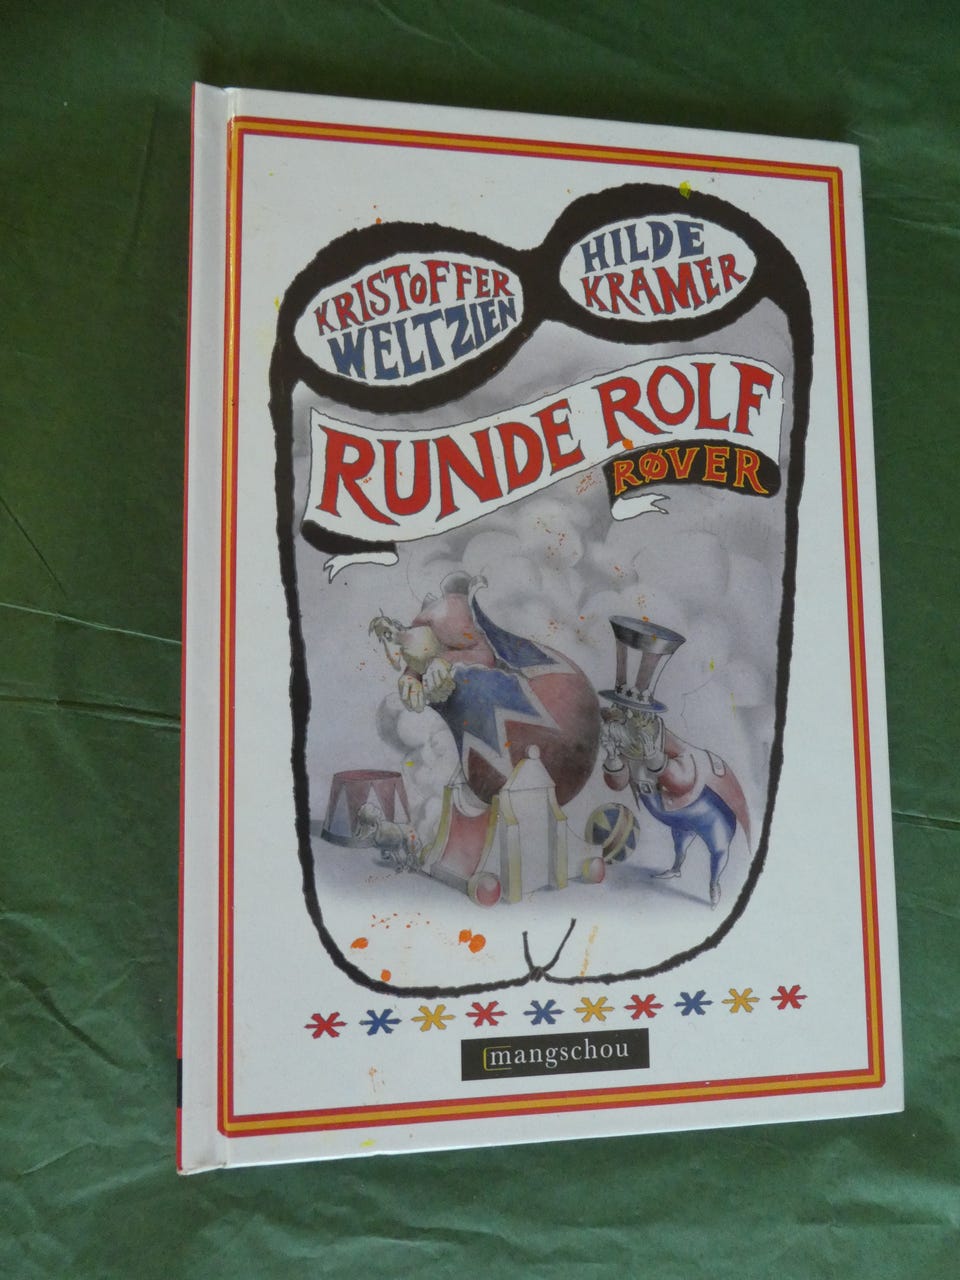 KRISTOFFER
WELTZIEN
HILDE
KRAMER
RUNDE ROLF
RØVER
mangschou